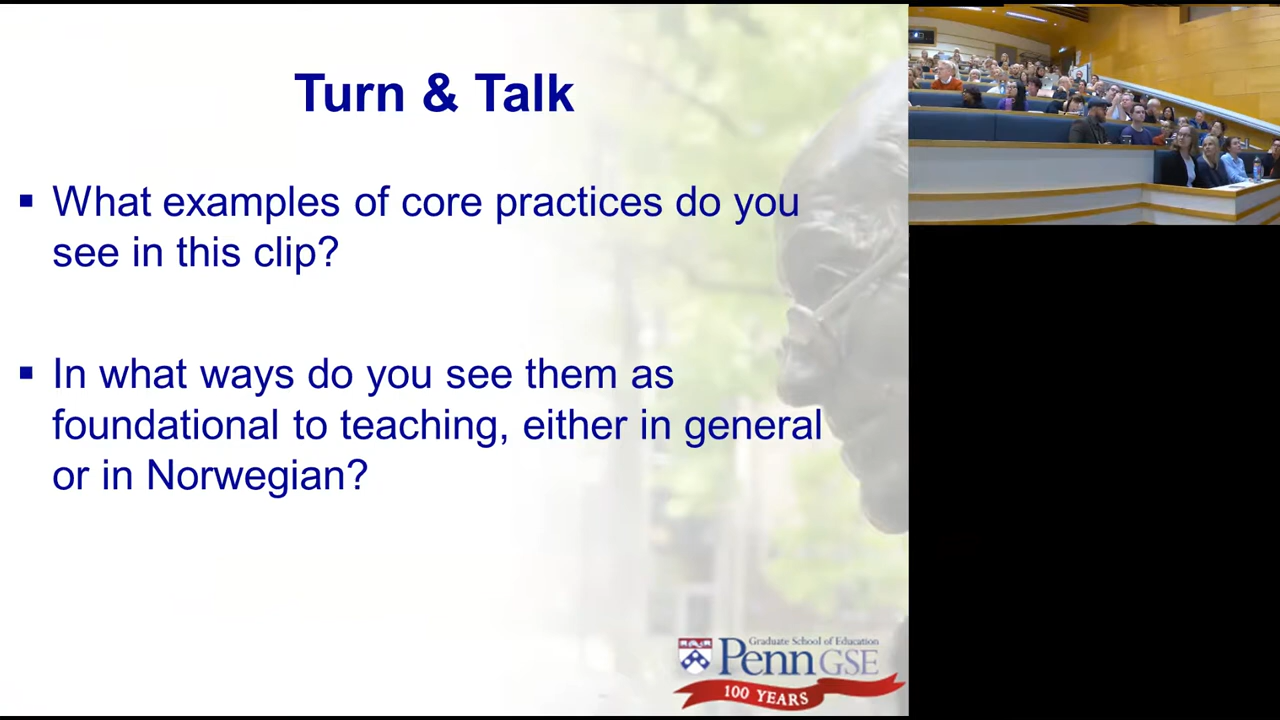 Turn & Talk
▪ What examples of core practices do you
see in this clip?
▪ In what ways do you see them as
foundational to teaching, either in general
or in Norwegian?
Graduate School of Education
Penn GSE
100 YEARS